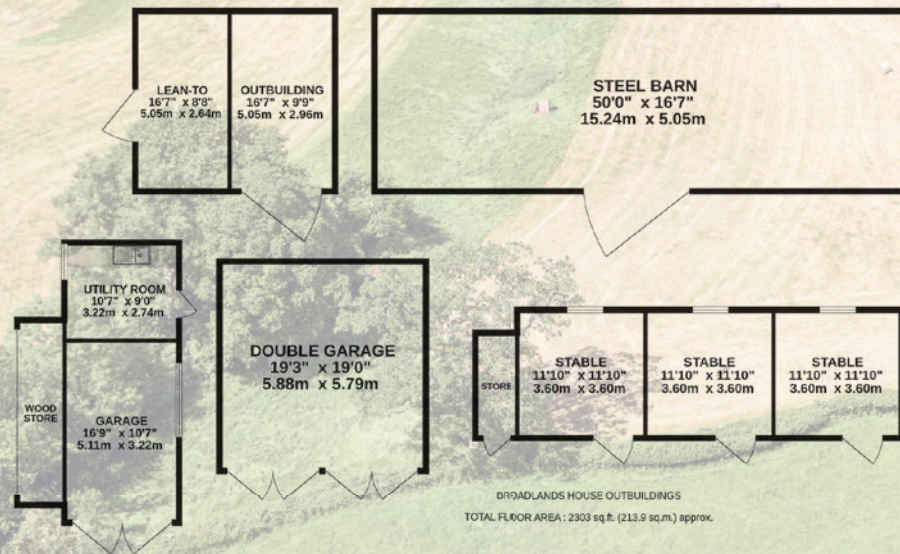 LEAN-TO
16'7" x 8'8"
5.05m x 2.64m
OUTBUILDING
16'7" x 9'9"
5.05m x 2.96m
STEEL BARN
50'0" x 16'7"
15.24m x 5.05m
UTILITY ROOM
10'7" x 9'0"
3.22m x 2.74m
DOUBLE GARAGE
19'3" x 19'0"
5.88m x 5.79m
WOOD
STORE
GARAGE
16'9" x 10'7"
5.11m x 3.22m
STORE
STABLE
11'10" x 11'10"
3.60m x 3.60m
STABLE
11'10" x 11'10"
3.60m x 3.60m
STABLE
11'10" x 11'10"
3.60m x 3.60m
BROADLANDS HOUSE OUTBUILDINGS
TOTAL FLOOR AREA : 2303 sq.ft. (213.9 sq.m.) approx.